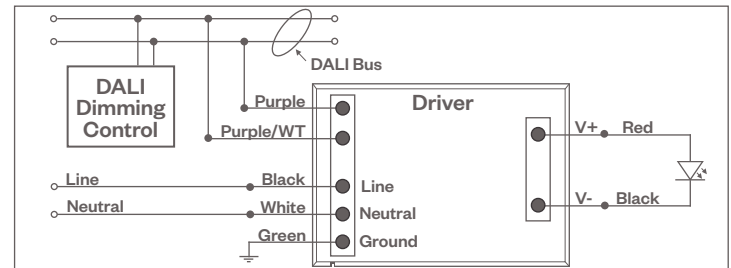 DALI Bus
DALI
Dimming
Control
Purple
Driver
Purple/WT
V+ Red
Line Black Line
Neutral White Neutral
V- Black
Green Ground